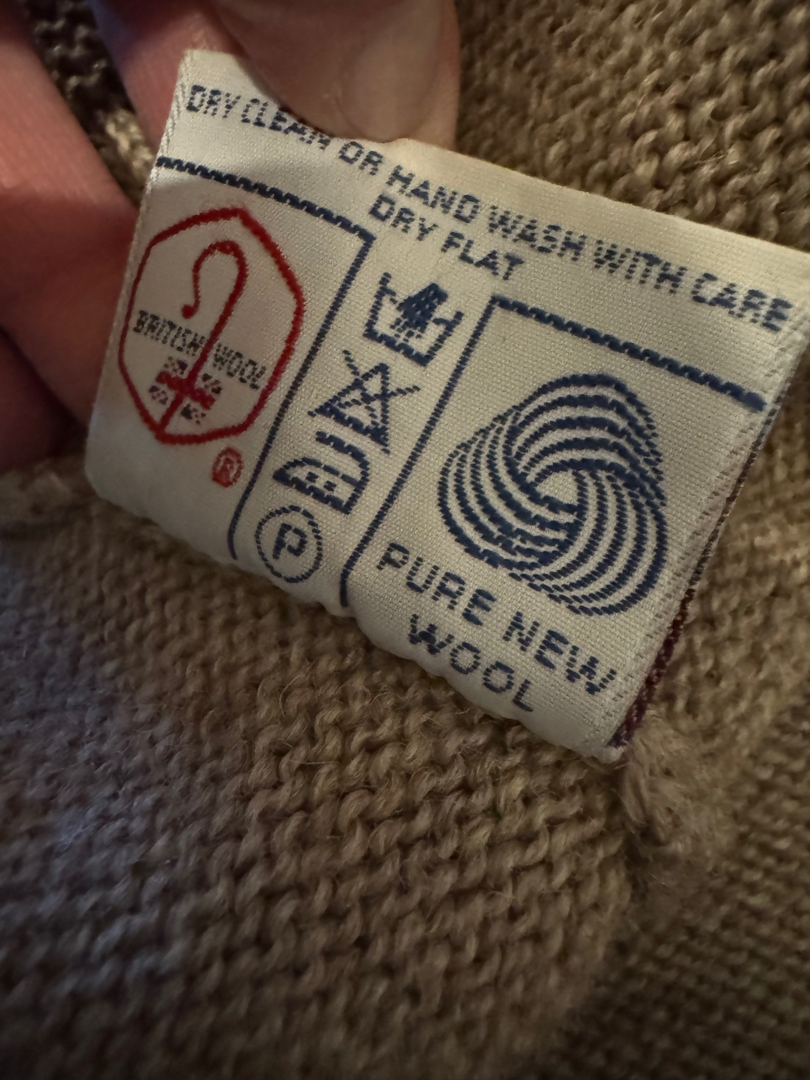 DRY CLEAN OR HAND WASH WITH CARE
DRY FLAT
BRITISH WOOL
®
P
PURE NEW
WOOL